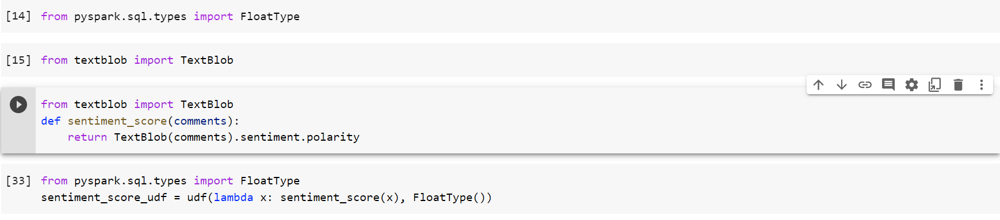 [14] from pyspark.sql.types import FloatType
[15] from textblob import TextBlob
from textblob import TextBlob
def sentiment_score(comments):
    return TextBlob(comments).sentiment.polarity
[33] from pyspark.sql.types import FloatType
sentiment_score_udf = udf(lambda x: sentiment_score(x), FloatType())